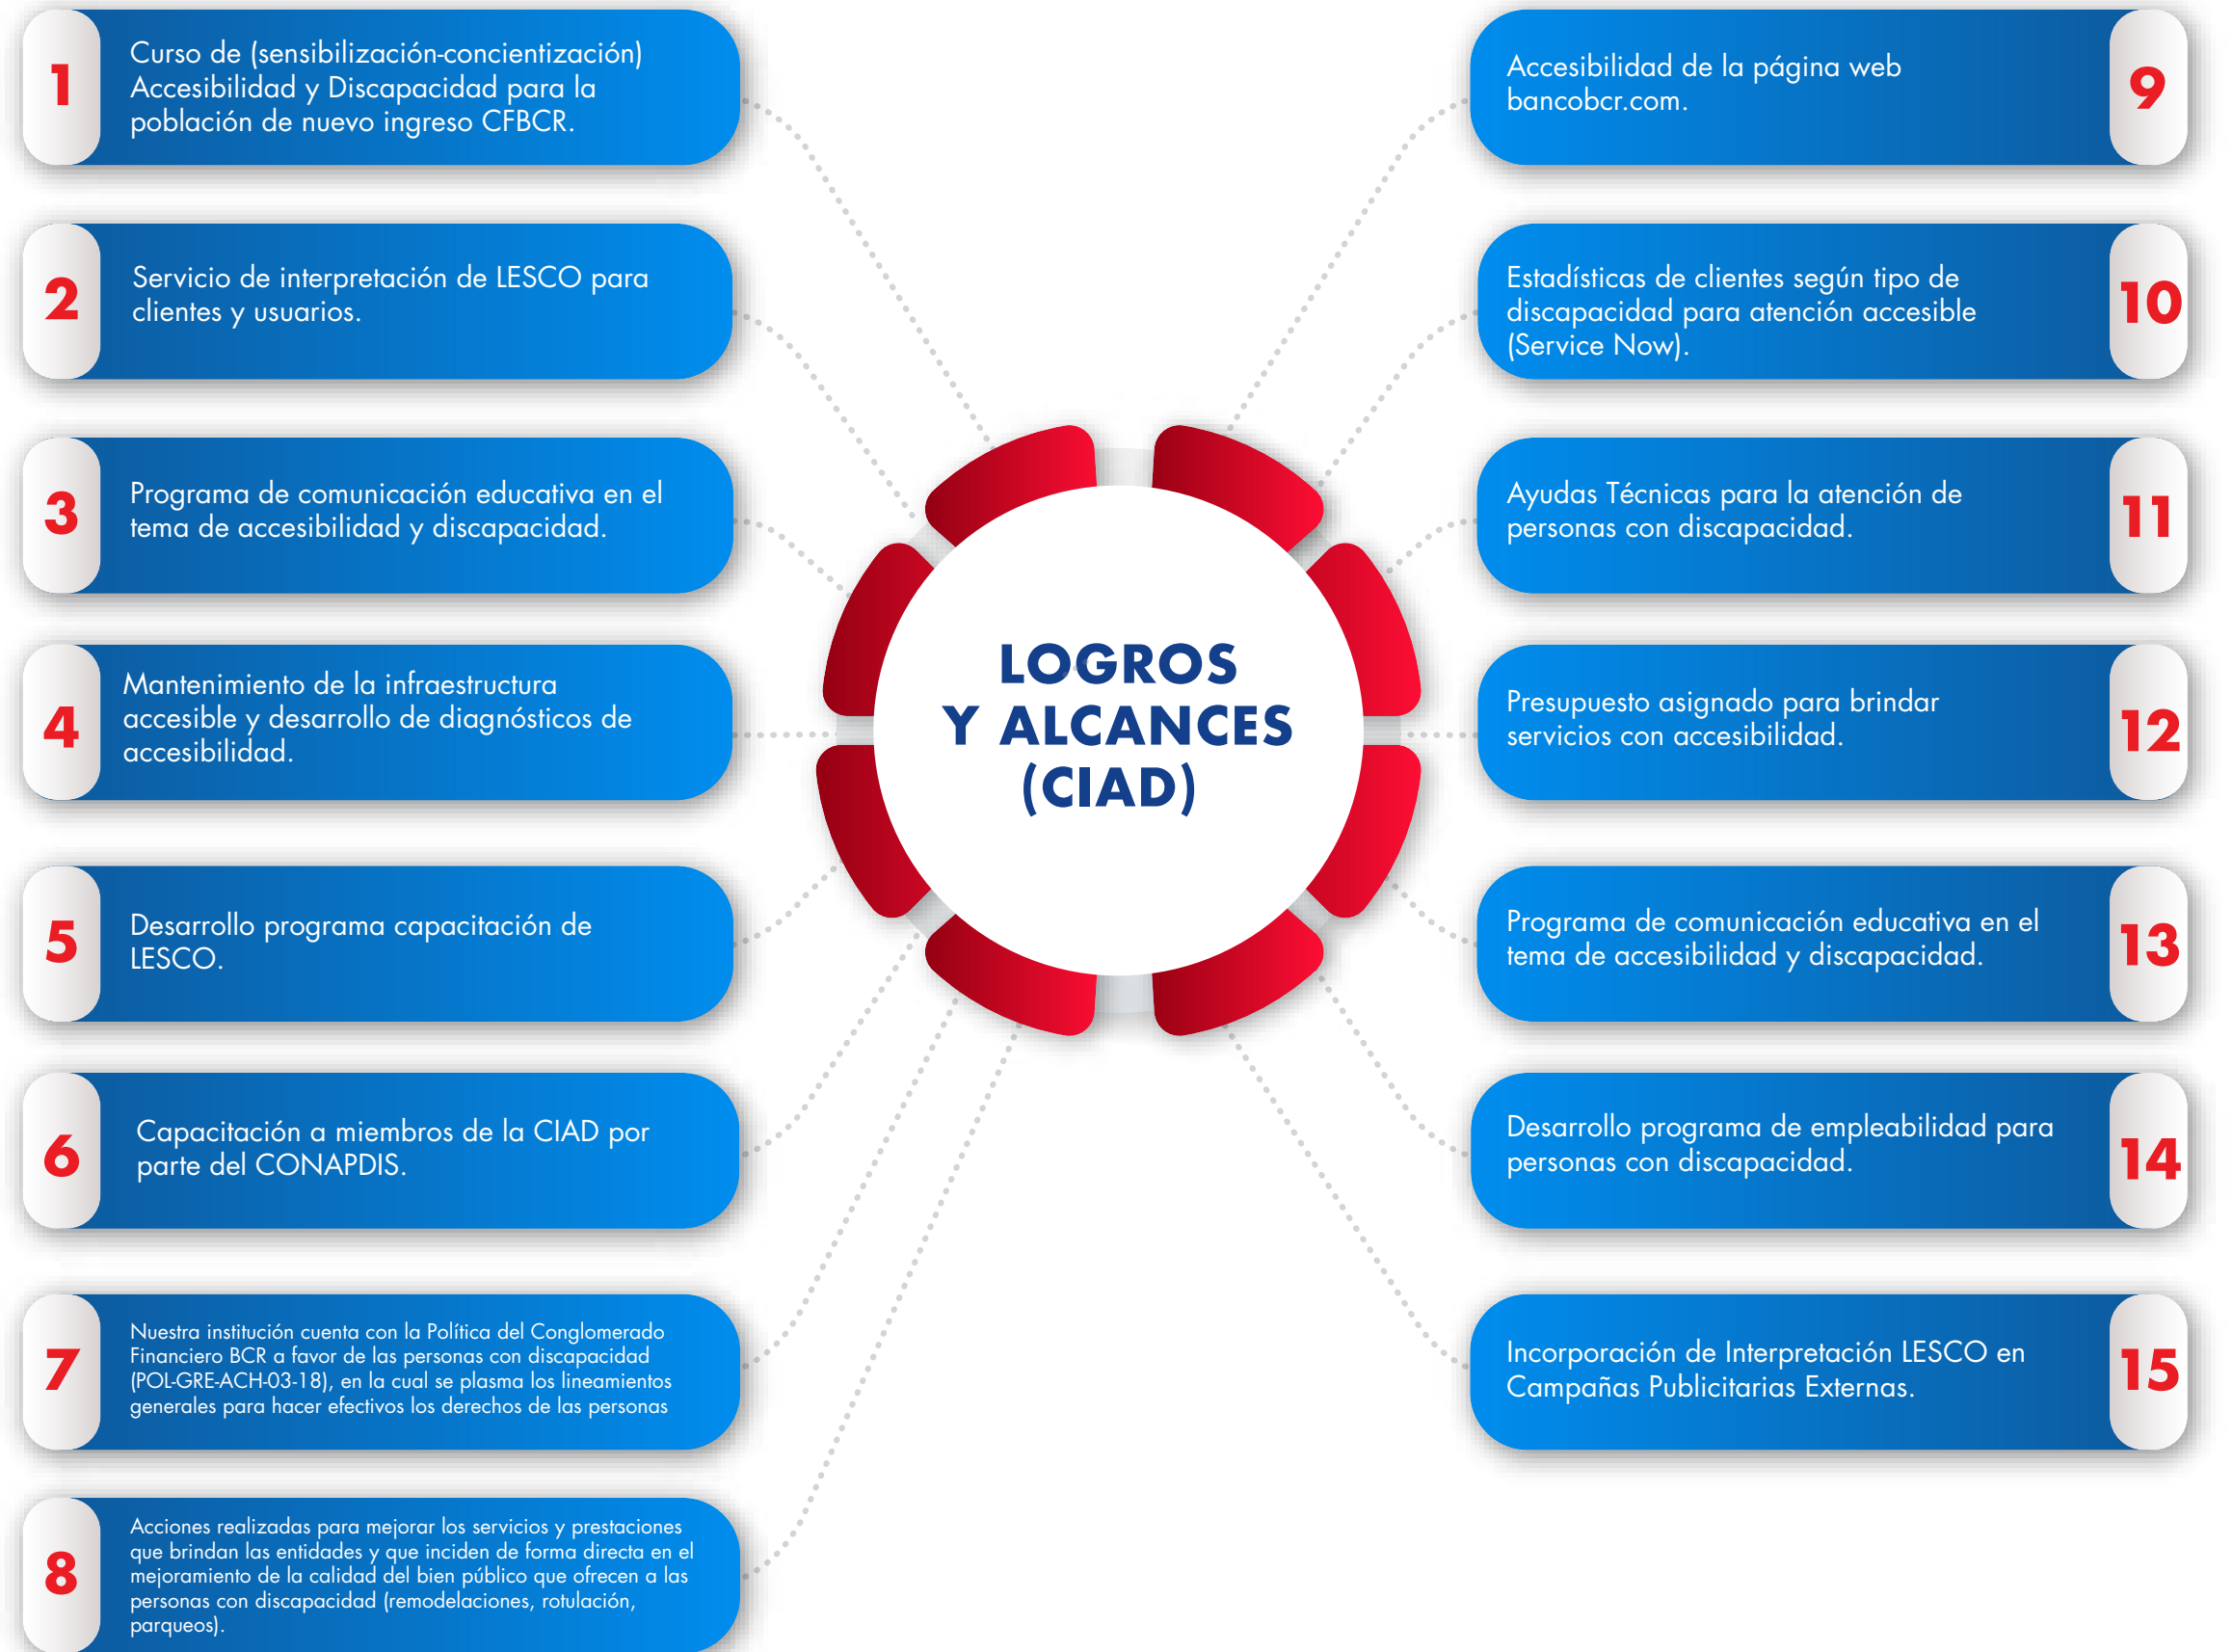 1
Curso de (sensibilización-concientización)
Accesibilidad y Discapacidad para la
población de nuevo ingreso CFBCR.
2
Servicio de interpretación de LESCO para
clientes y usuarios.
3
Programa de comunicación educativa en el
tema de accesibilidad y discapacidad.
4
Mantenimiento de la infraestructura
accesible y desarrollo de diagnósticos de
accesibilidad.
5
Desarrollo programa capacitación de
LESCO.
6
Capacitación a miembros de la CIAD por
parte del CONAPDIS.
7
Nuestra institución cuenta con la Política del Conglomerado
Financiero BCR a favor de las personas con discapacidad
(POL-GRE-ACH-03-18), en la cual se plasma los lineamientos
generales para hacer efectivos los derechos de las personas
8
Acciones realizadas para mejorar los servicios y prestaciones
que brindan las entidades y que inciden de forma directa en el
mejoramiento de la calidad del bien público que ofrecen a las
personas con discapacidad (remodelaciones, rotulación,
parqueos).
LOGROS
Y ALCANCES
(CIAD)
Accesibilidad de la página web
bancobcr.com.
9
Estadísticas de clientes según tipo de
discapacidad para atención accesible
(Service Now).
10
Ayudas Técnicas para la atención de
personas con discapacidad.
11
Presupuesto asignado para brindar
servicios con accesibilidad.
12
Programa de comunicación educativa en el
tema de accesibilidad y discapacidad.
13
Desarrollo programa de empleabilidad para
personas con discapacidad.
14
Incorporación de Interpretación LESCO en
Campañas Publicitarias Externas.
15